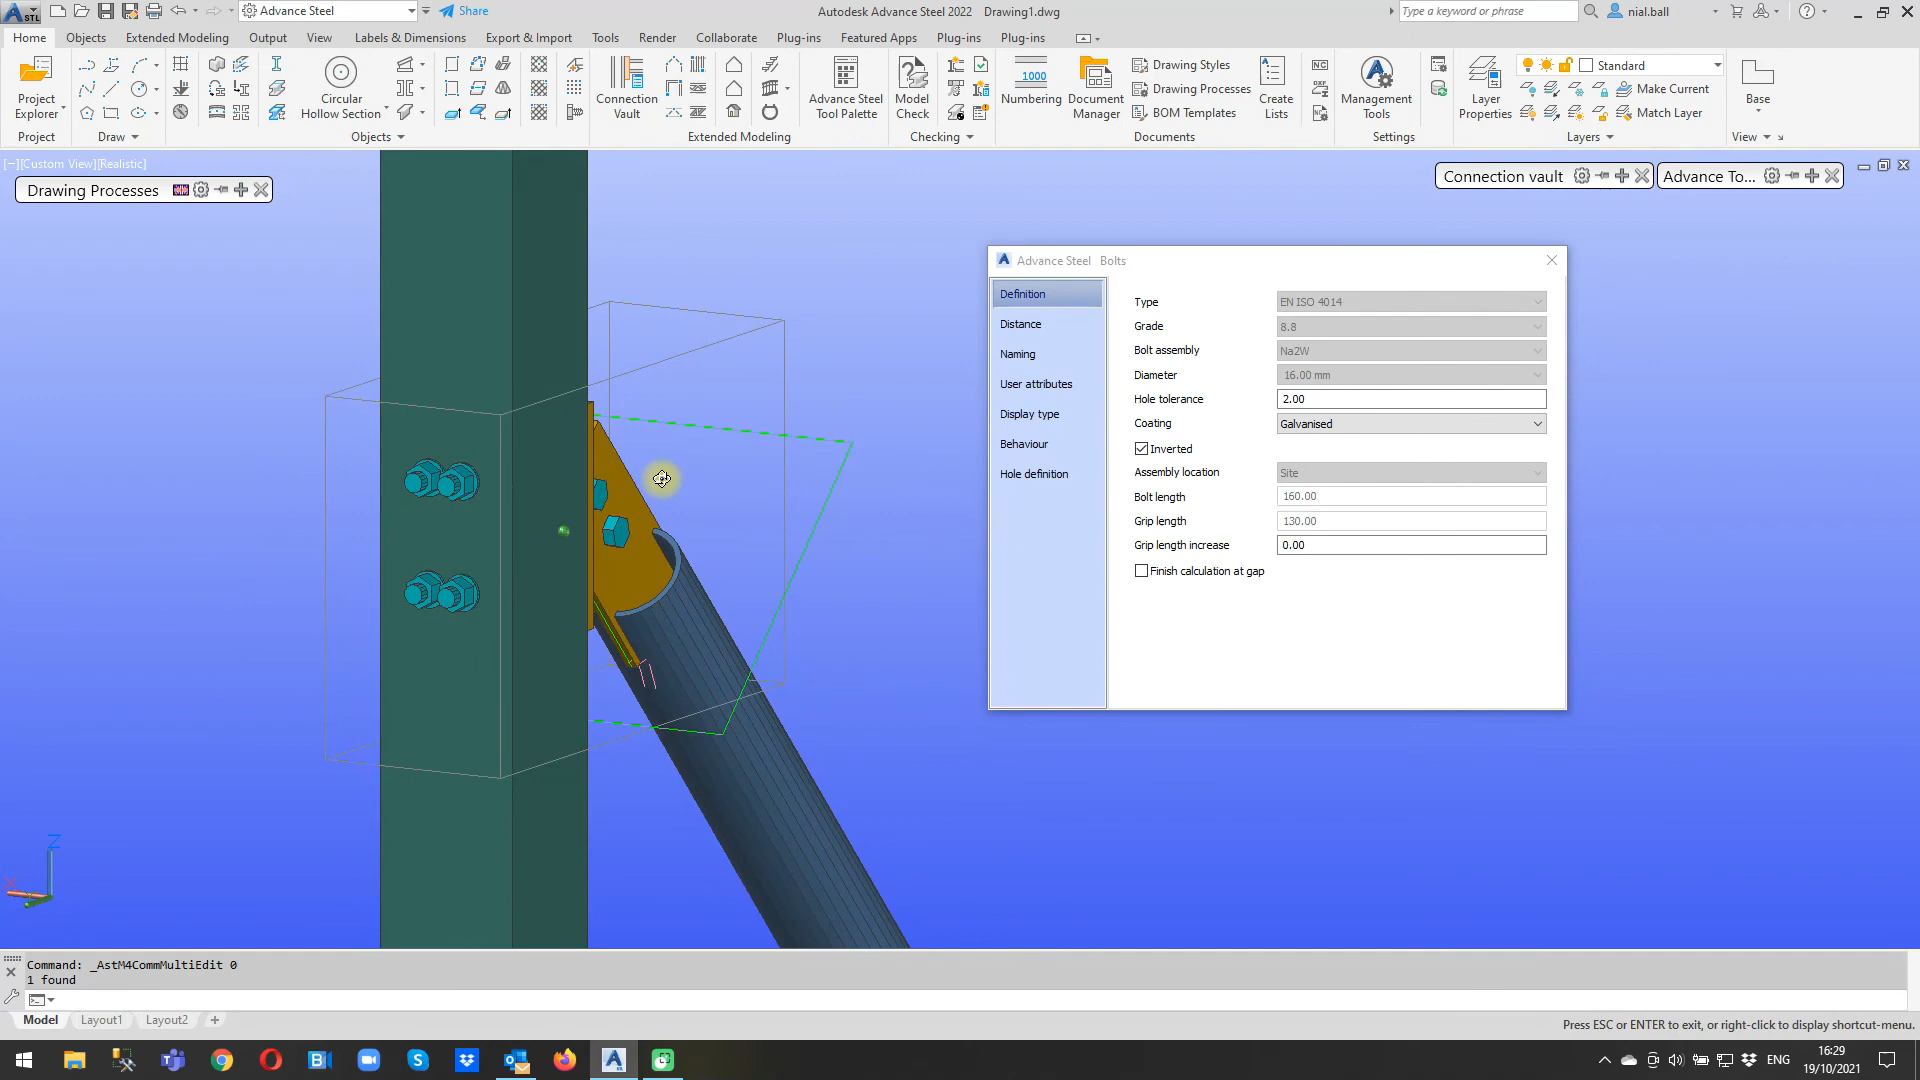 STL
Advance Steel
Share
Autodesk Advance Steel 2022 Drawing1.dwg
Type a keyword or phrase
nial.ball
Home Objects Extended Modeling Output View Labels & Dimensions Export & Import Tools Render Collaborate Plug-ins Featured Apps Plug-ins Plug-ins
Project Explorer
Circular Hollow Section
Connection Vault
Advance Steel Tool Palette
Model Check
1000
Numbering
Document Manager
Drawing Styles
Drawing Processes
BOM Templates
Create Lists
NC
DXF
NC
Management Tools
Layer Properties
Standard
Make Current
Match Layer
Base
Project Draw Objects Extended Modeling Checking Documents Settings Layers View
[−][Custom View][Realistic]
Drawing Processes
Connection vault
Advance To...
Advance Steel Bolts
Definition
Distance
Naming
User attributes
Display type
Behaviour
Hole definition
Type EN ISO 4014
Grade 8.8
Bolt assembly Na2W
Diameter 16.00 mm
Hole tolerance 2.00
Coating Galvanised
Inverted
Assembly location Site
Bolt length 160.00
Grip length 130.00
Grip length increase 0.00
Finish calculation at gap
Z
X
Command: _AstM4CommMultiEdit 0
1 found
Model Layout1 Layout2 +
Press ESC or ENTER to exit, or right-click to display shortcut-menu.
ENG
16:29
19/10/2021